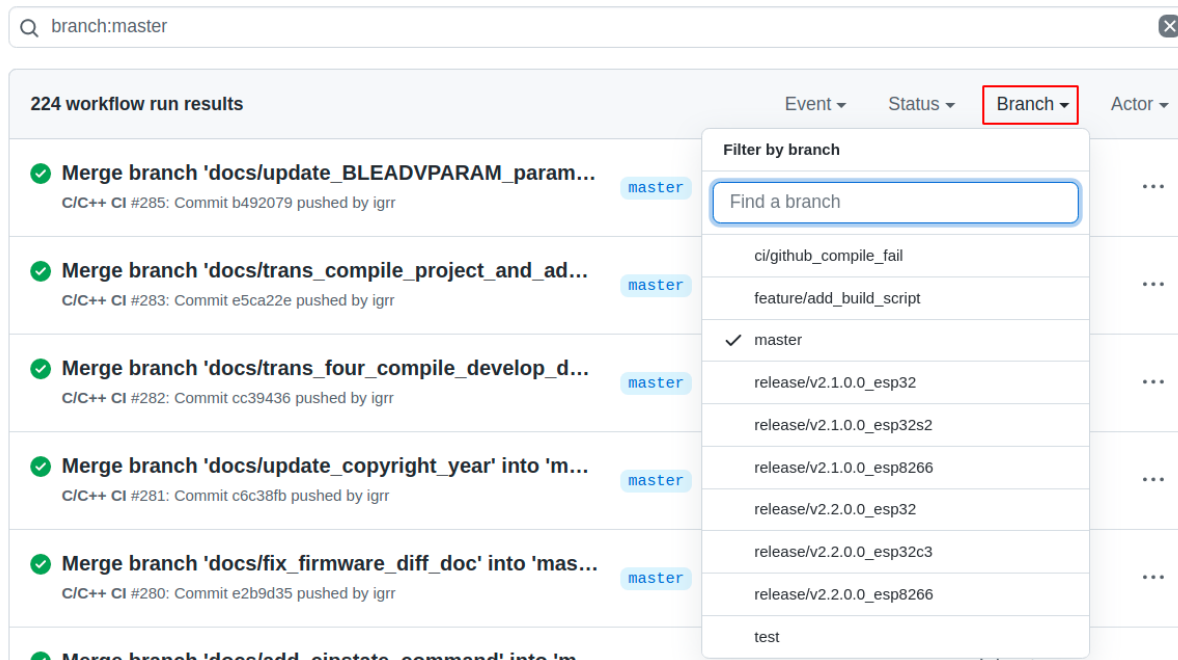 branch:master
224 workflow run results
Event
Status
Branch
Actor
Merge branch 'docs/update_BLEADVPARAM_param...
C/C++ CI #285: Commit b492079 pushed by igrr
master
Merge branch 'docs/trans_compile_project_and_ad...
C/C++ CI #283: Commit e5ca22e pushed by igrr
master
Merge branch 'docs/trans_four_compile_develop_d...
C/C++ CI #282: Commit cc39436 pushed by igrr
master
Merge branch 'docs/update_copyright_year' into 'm...
C/C++ CI #281: Commit c6c38fb pushed by igrr
master
Merge branch 'docs/fix_firmware_diff_doc' into 'mas...
C/C++ CI #280: Commit e2b9d35 pushed by igrr
master
Merge branch 'docs/add_cipstate_command' into 'm...
Filter by branch
Find a branch
ci/github_compile_fail
feature/add_build_script
master
release/v2.1.0.0_esp32
release/v2.1.0.0_esp32s2
release/v2.1.0.0_esp8266
release/v2.2.0.0_esp32
release/v2.2.0.0_esp32c3
release/v2.2.0.0_esp8266
test